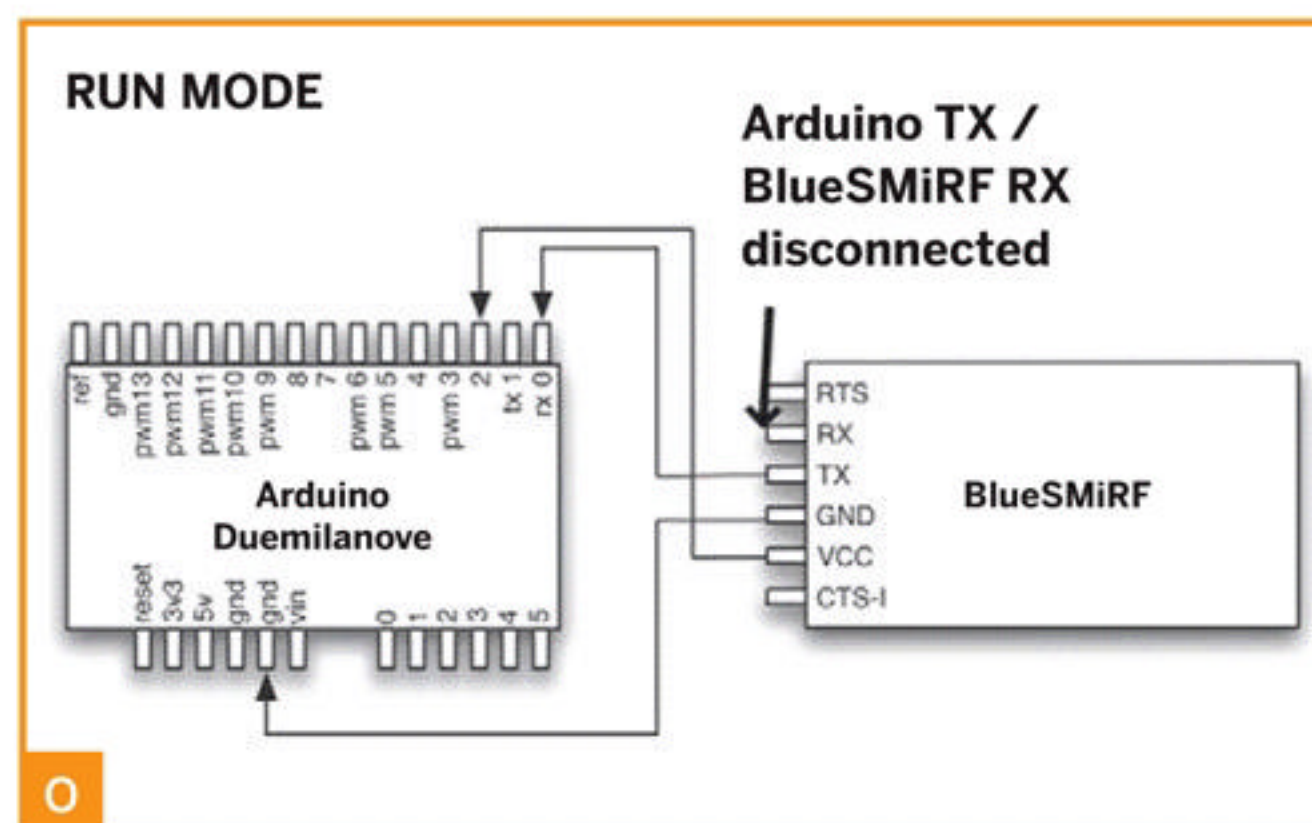 RUN MODE
Arduino TX /
BlueSMiRF RX
disconnected
ref
gnd
pwm13
pwm12
pwm11
pwm10
pwm 9
8
7
pwm 6
pwm 5
4
pwm 3
2
tx 1
rx 0
Arduino
Duemilanove
reset
3v3
5v
gnd
gnd
vin
0
1
2
3
4
5
RTS
RX
TX
GND
VCC
CTS-I
BlueSMiRF
O